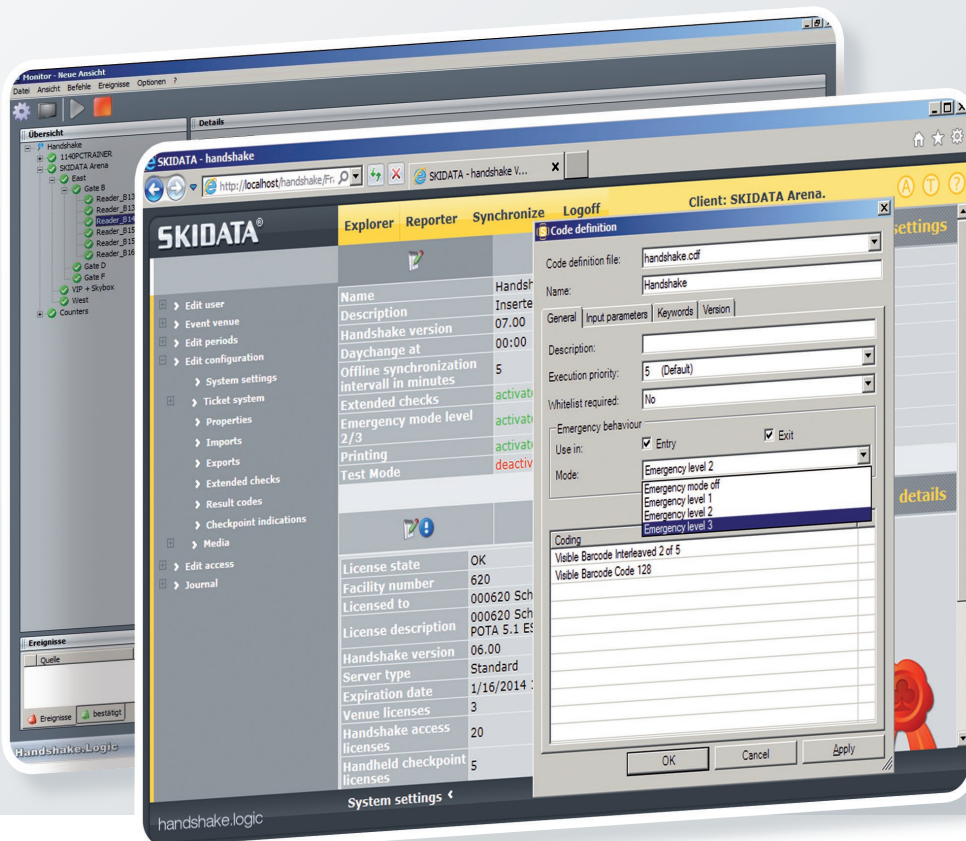 Monitor - Neue Ansicht
Datei Ansicht Befehle Ereignisse Optionen ?
Übersicht
Details
Handshake
1140PCTRAINER
SKIDATA Arena
East
Gate B
Reader_B13
Reader_B13
Reader_B14
Reader_B15
Reader_B15
Reader_B16
Gate D
Gate F
VIP + Skybox
West
Counters
Ereignisse
Quelle
Ereignisse bestätigt
Handshake.Logic
SKIDATA - handshake
http://localhost/handshake/Fr
SKIDATA - handshake V...
X
SKIDATA®
Explorer Reporter Synchronize Logoff
Client: SKIDATA Arena.
A T ?
settings
Edit user
Event venue
Edit periods
Edit configuration
System settings
Ticket system
Properties
Imports
Exports
Extended checks
Result codes
Checkpoint indications
Media
Edit access
Journal
Name Handsh
Description Inserte
Handshake version 07.00
Daychange at 00:00
Offline synchronization
intervall in minutes 5
Extended checks activat
Emergency mode level
2/3 activat
Printing activat
Test Mode deactiv
details
License state OK
Facility number 620
Licensed to 000620 Sch
License description 000620 Sch
POTA 5.1 ES
Handshake version 06.00
Server type Standard
Expiration date 1/16/2014
Venue licenses 3
Handshake access
licenses 20
Handheld checkpoint
licenses 5
System settings
handshake.logic
Code definition
Code definition file: handshake.cdf
Name: Handshake
General Input parameters Keywords Version
Description:
Execution priority: 5 (Default)
Whitelist required: No
Emergency behaviour
Use in: Entry Exit
Mode: Emergency level 2
Emergency mode off
Emergency level 1
Emergency level 2
Emergency level 3
Coding
Visible Barcode Interleaved 2 of 5
Visible Barcode Code 128
OK Cancel Apply